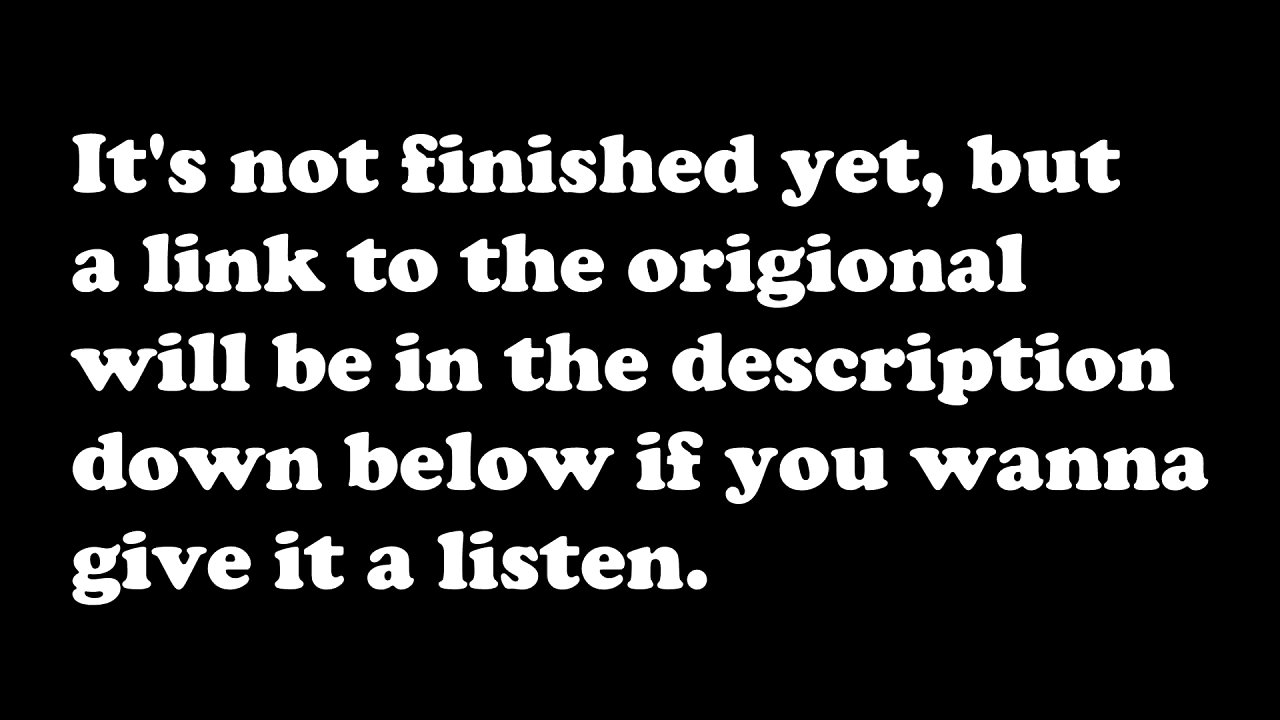 It's not finished yet, but
a link to the origional
will be in the description
down below if you wanna
give it a listen.